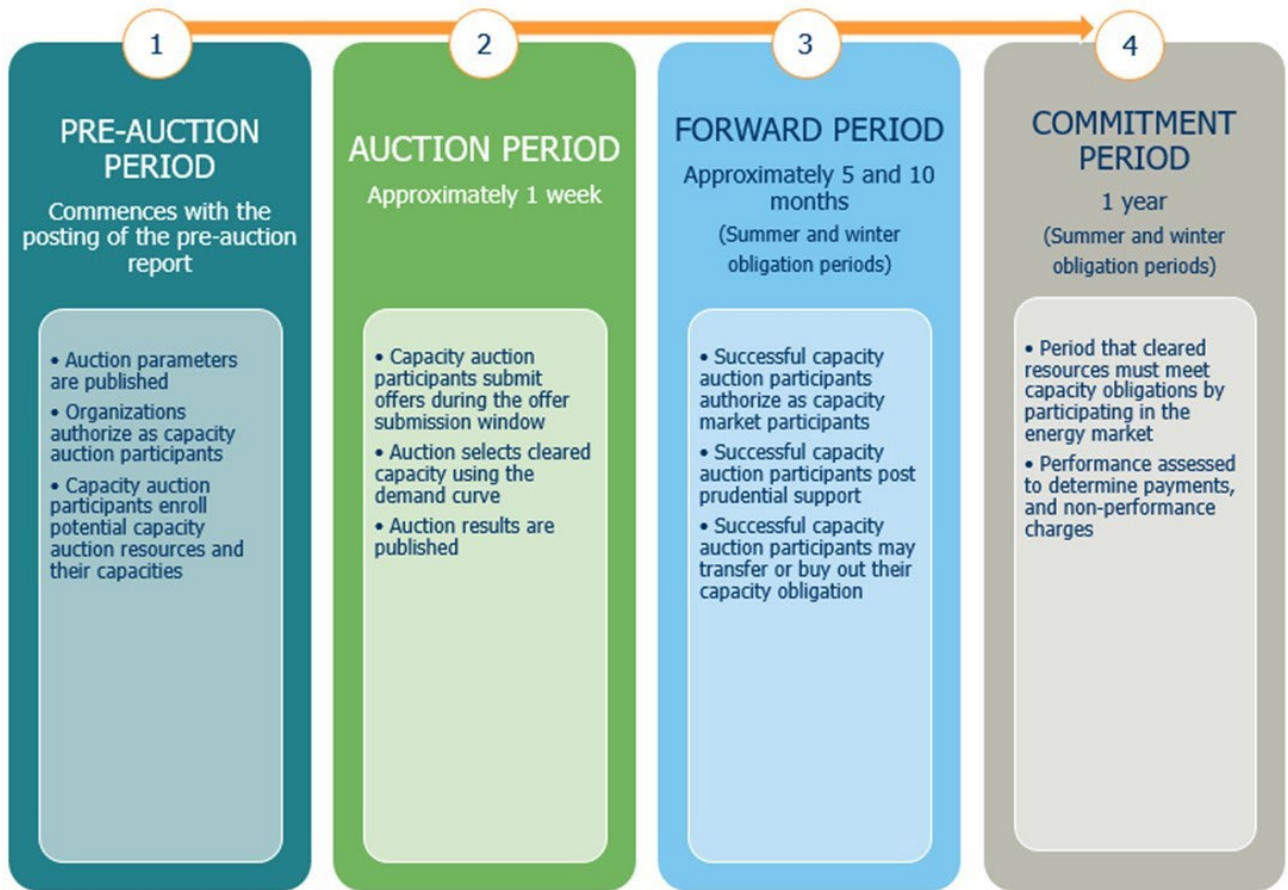 1
PRE-AUCTION
PERIOD
Commences with the
posting of the pre-auction
report
• Auction parameters
are published
• Organizations
authorize as capacity
auction participants
• Capacity auction
participants enroll
potential capacity
auction resources and
their capacities
2
AUCTION PERIOD
Approximately 1 week
• Capacity auction
participants submit
offers during the offer
submission window
• Auction selects cleared
capacity using the
demand curve
• Auction results are
published
3
FORWARD PERIOD
Approximately 5 and 10
months
(Summer and winter
obligation periods)
• Successful capacity
auction participants
authorize as capacity
market participants
• Successful capacity
auction participants post
prudential support
• Successful capacity
auction participants may
transfer or buy out their
capacity obligation
4
COMMITMENT
PERIOD
1 year
(Summer and winter
obligation periods)
• Period that cleared
resources must meet
capacity obligations by
participating in the
energy market
• Performance assessed
to determine payments,
and non-performance
charges